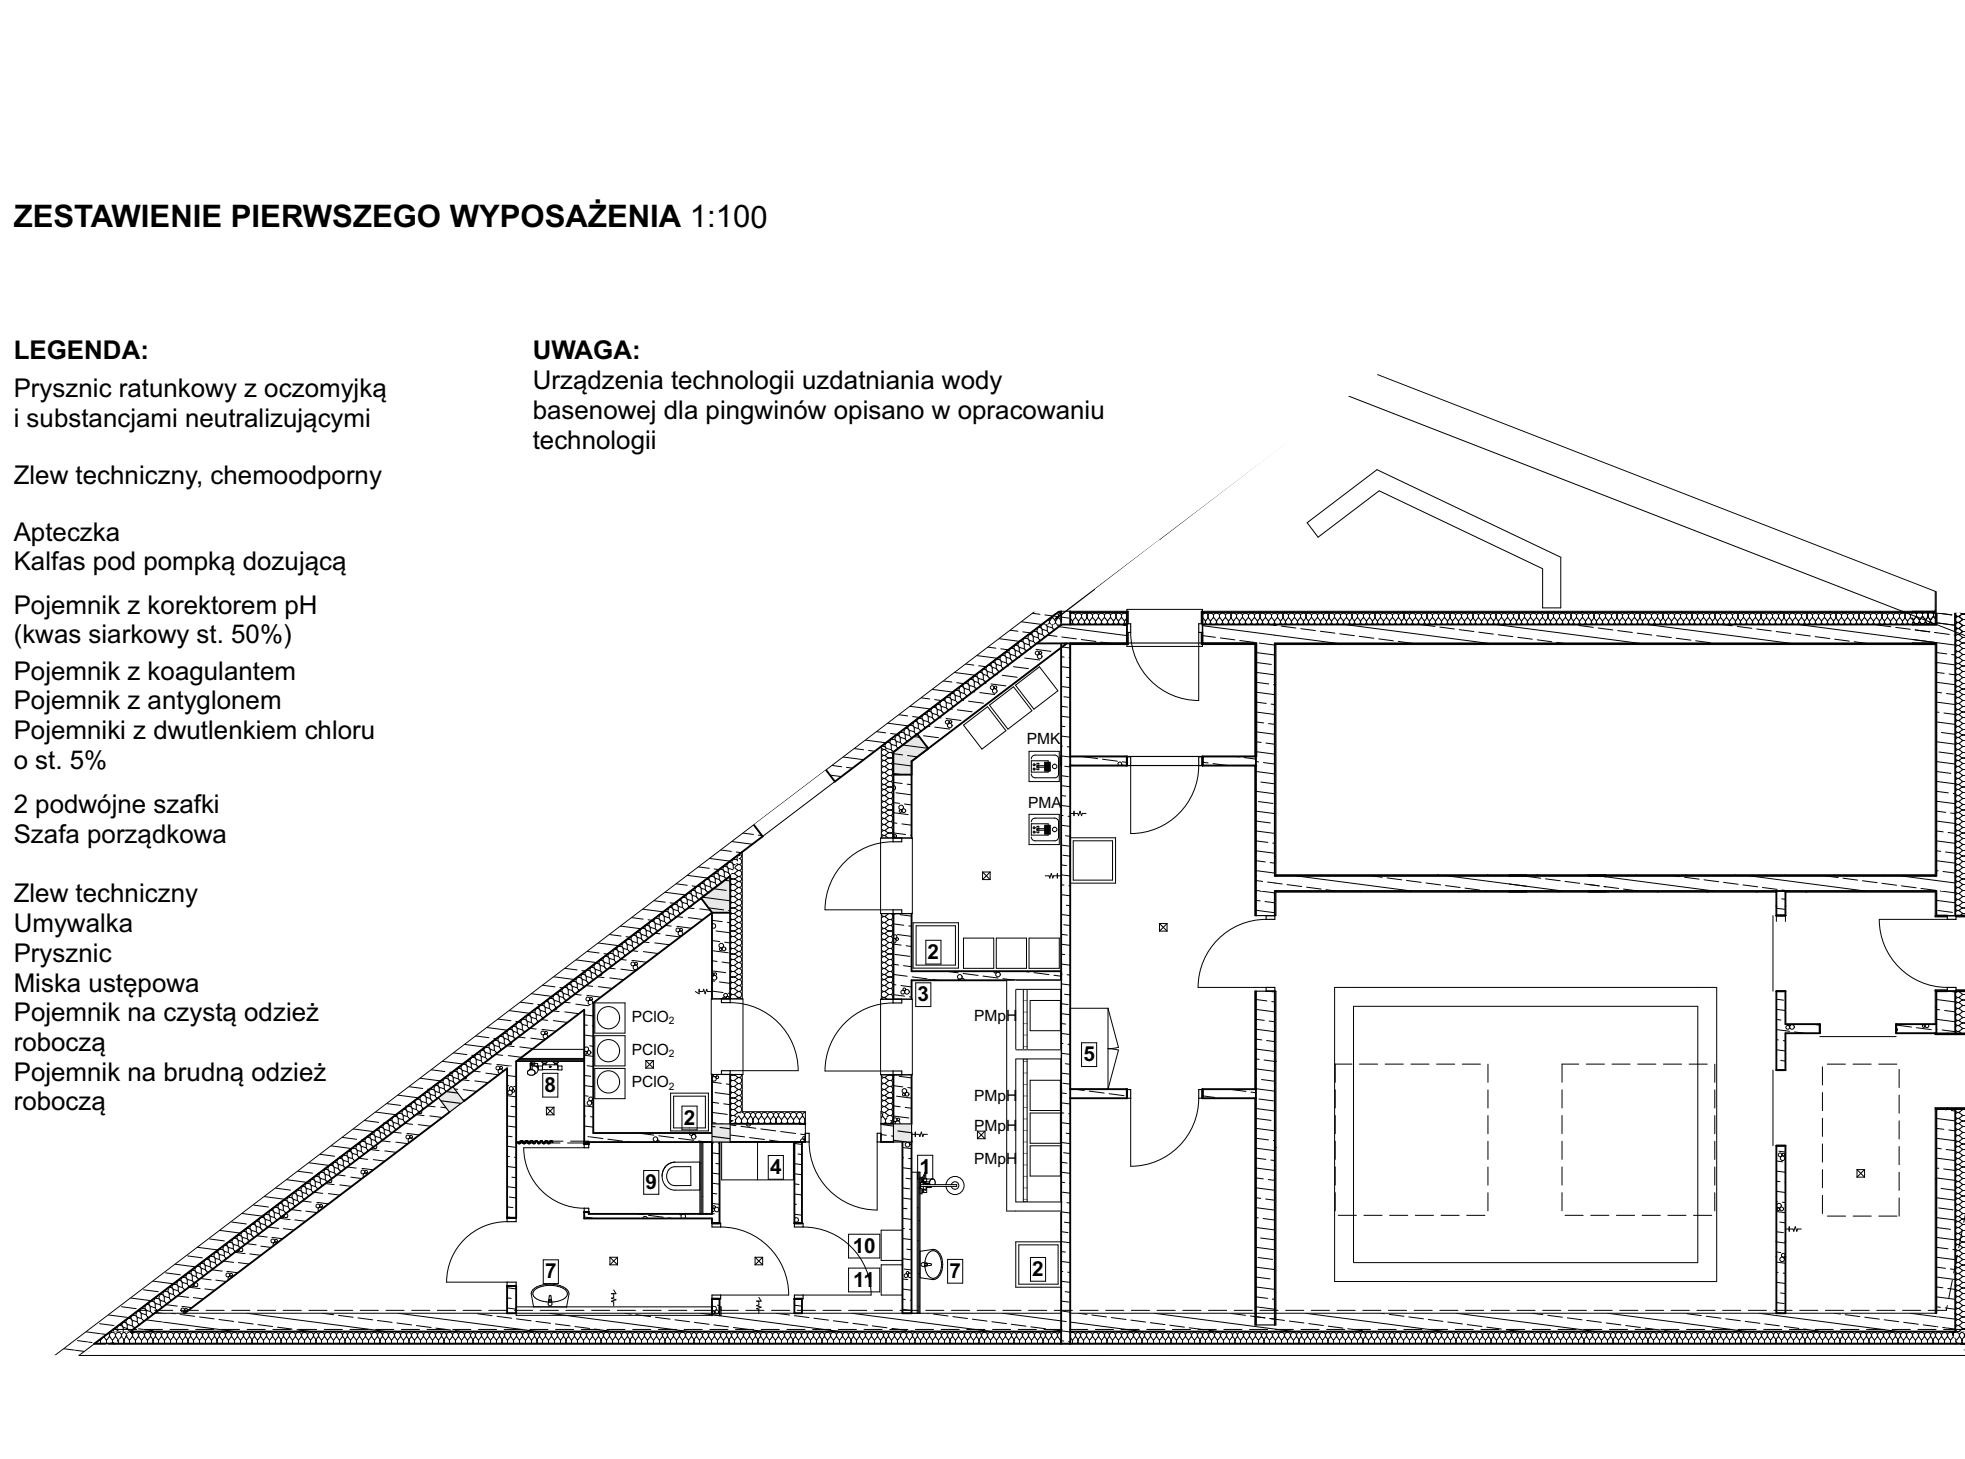 ZESTAWIENIE PIERWSZEGO WYPOSAŻENIA 1:100
LEGENDA:
Prysznic ratunkowy z oczomyjką
i substancjami neutralizującymi
Zlew techniczny, chemoodporny
Apteczka
Kalfas pod pompką dozującą
Pojemnik z korektorem pH
(kwas siarkowy st. 50%)
Pojemnik z koagulantem
Pojemnik z antyglonem
Pojemniki z dwutlenkiem chloru
o st. 5%
2 podwójne szafki
Szafa porządkowa
Zlew techniczny
Umywalka
Prysznic
Miska ustępowa
Pojemnik na czystą odzież
roboczą
Pojemnik na brudną odzież
roboczą
UWAGA:
Urządzenia technologii uzdatniania wody
basenowej dla pingwinów opisano w opracowaniu
technologii
PMK
PMA
2
3
PMpH
PClO₂
PClO₂
PClO₂
5
8
PMpH
2
PMpH
PMpH
9
4
1
10
7
11
7
2